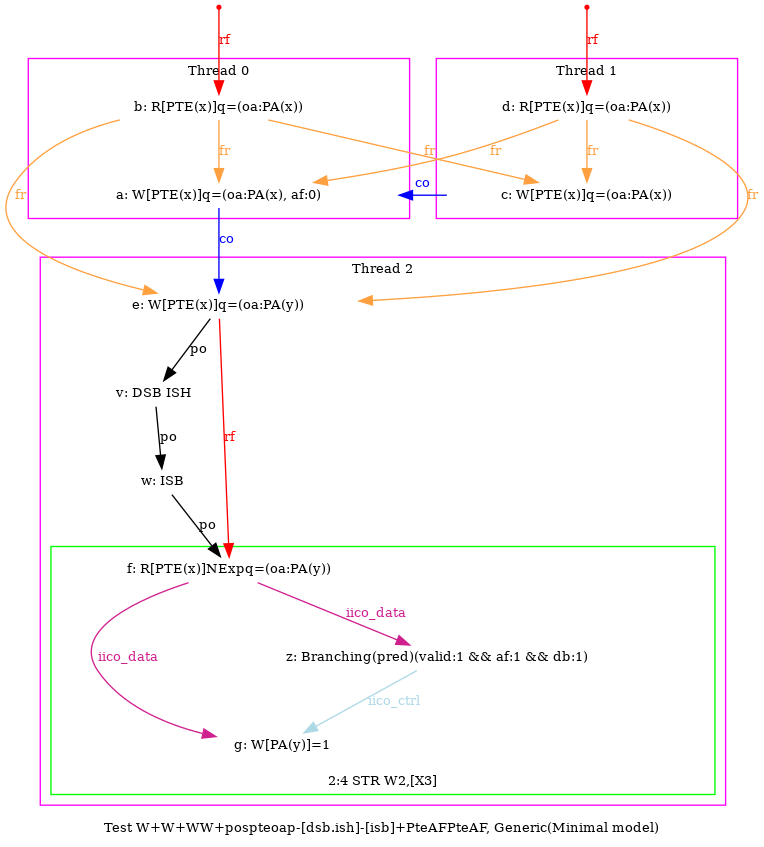 rf
rf
Thread 0
Thread 1
b: R[PTE(x)]q=(oa:PA(x))
d: R[PTE(x)]q=(oa:PA(x))
fr
fr
fr
fr
co
fr
fr
a: W[PTE(x)]q=(oa:PA(x), af:0)
c: W[PTE(x)]q=(oa:PA(x))
co
Thread 2
e: W[PTE(x)]q=(oa:PA(y))
po
v: DSB ISH
po
rf
w: ISB
po
f: R[PTE(x)]NExpq=(oa:PA(y))
iico_data
iico_data
z: Branching(pred)(valid:1 && af:1 && db:1)
iico_ctrl
g: W[PA(y)]=1
2:4 STR W2,[X3]
Test W+W+WW+pospteoap-[dsb.ish]-[isb]+PteAFPteAF, Generic(Minimal model)